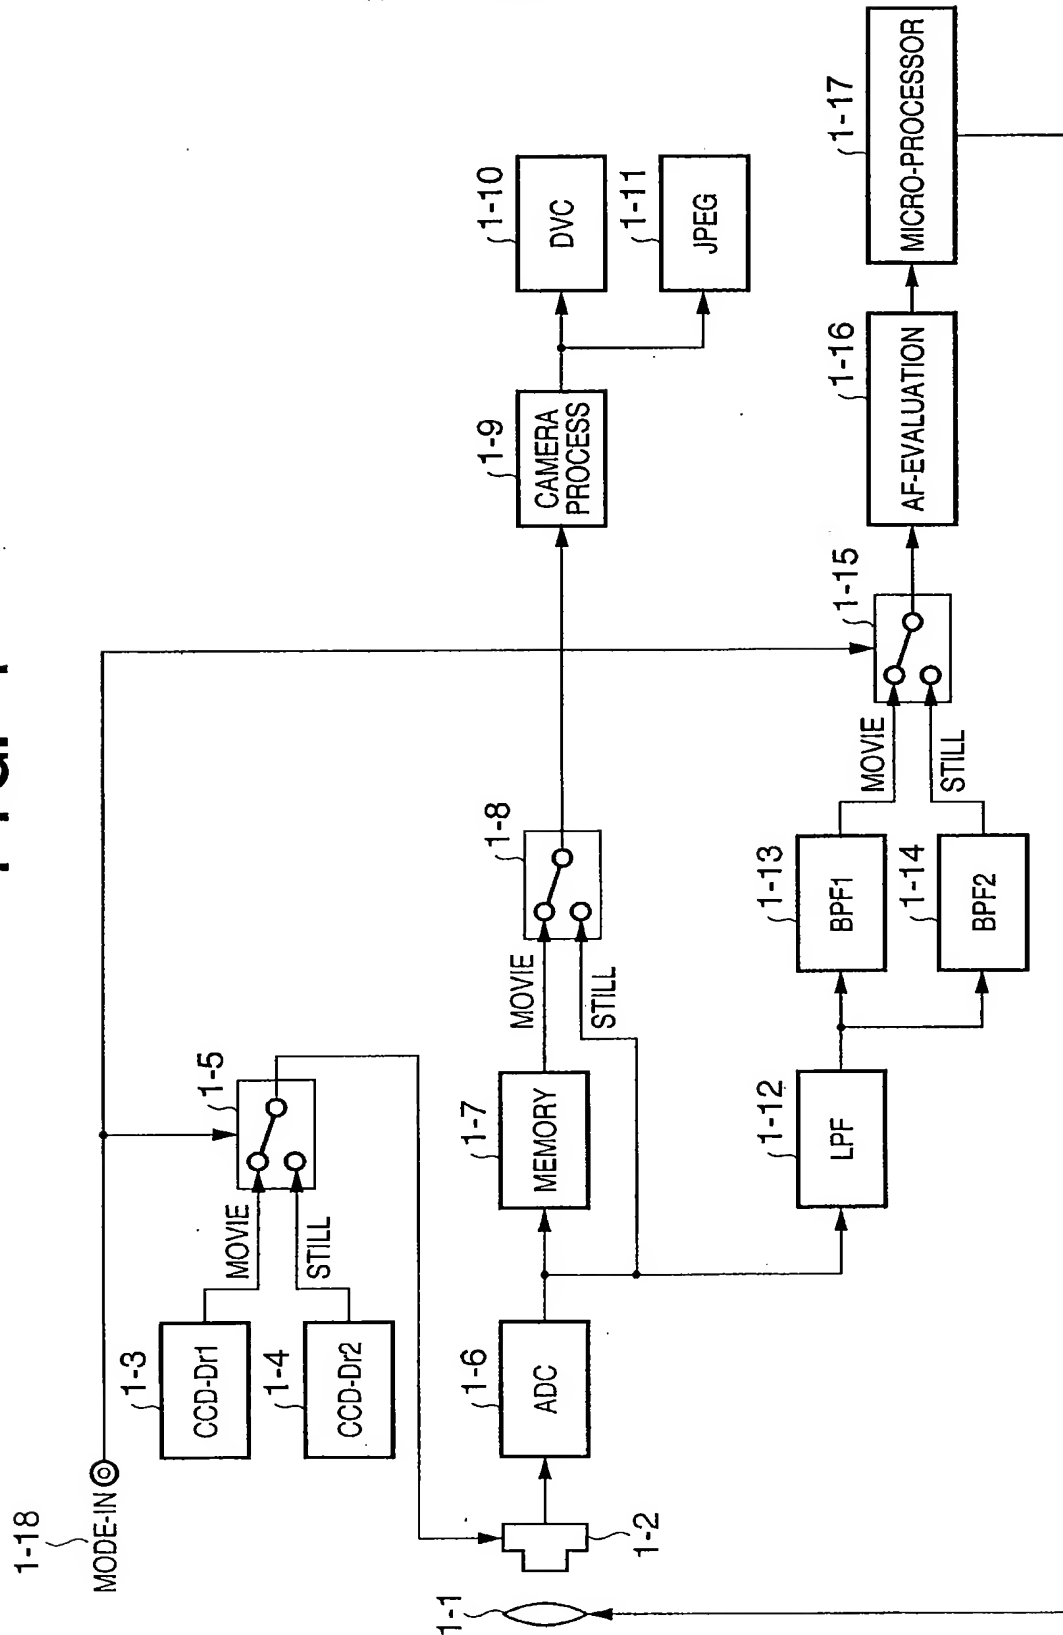 1-18
MODE-IN
1-3
CCD-Dr1
1-4
CCD-Dr2
MOVIE
STILL
1-5
1-1
1-2
1-6
ADC
1-7
MEMORY
MOVIE
STILL
1-8
1-9
CAMERA
PROCESS
1-10
DVC
1-11
JPEG
1-12
LPF
1-13
BPF1
1-14
BPF2
MOVIE
STILL
1-15
1-16
AF-EVALUATION
1-17
MICRO-PROCESSOR